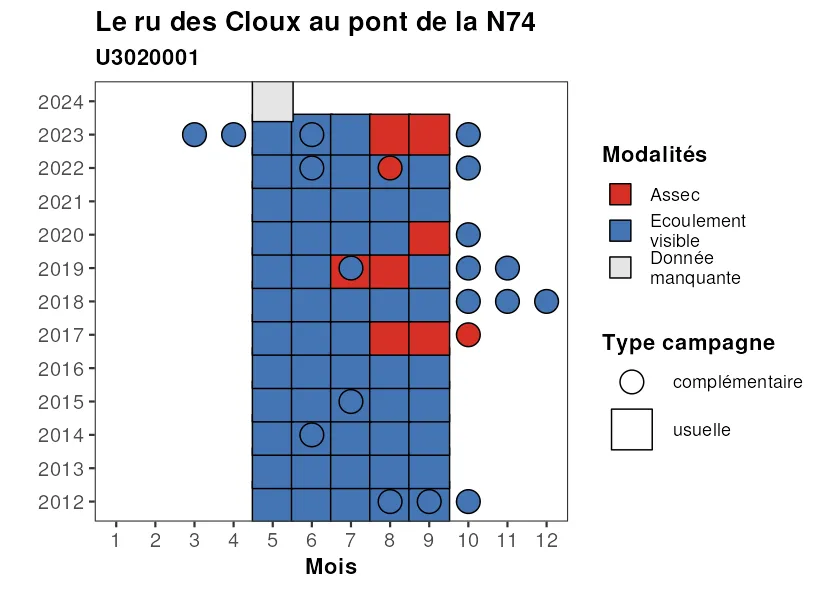 Le ru des Cloux au pont de la N74
U3020001
2024
2023
2022
2021
2020
2019
2018
2017
2016
2015
2014
2013
2012
1 2 3 4 5 6 7 8 9 10 11 12
Mois
Modalités
Assec
Ecoulement
visible
Donnée
manquante
Type campagne
complémentaire
usuelle